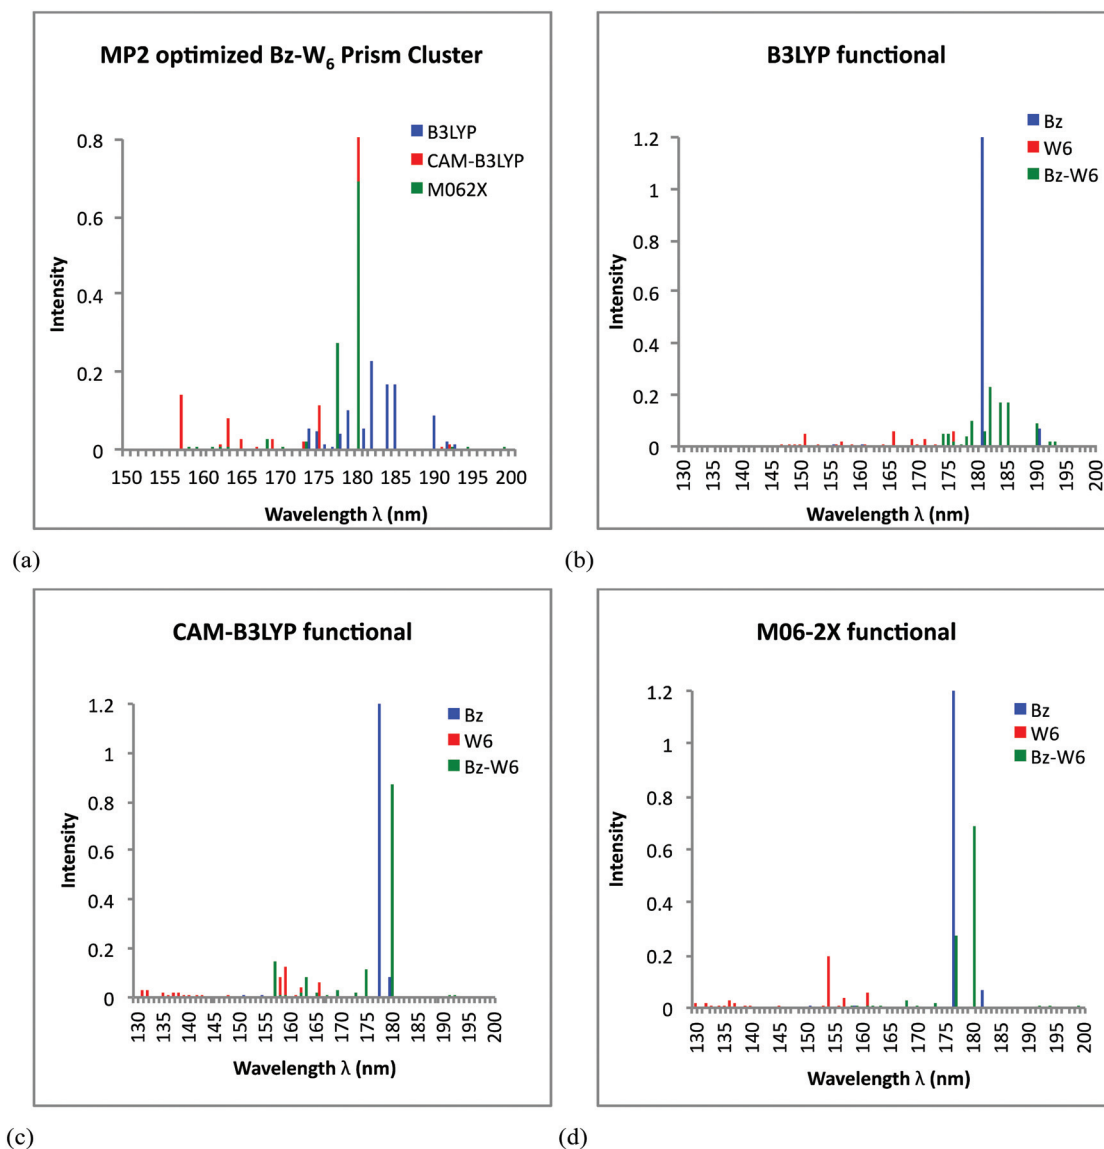 MP2 optimized Bz-W6 Prism Cluster
0.8
0.6
0.4
0.2
0
Intensity
B3LYP
CAM-B3LYP
M062X
150 155 160 165 170 175 180 185 190 195 200
Wavelength λ (nm)
(a)
B3LYP functional
1.2
1
0.8
0.6
0.4
0.2
0
Intensity
Bz
W6
Bz-W6
130 135 140 145 150 155 160 165 170 175 180 185 190 195 200
Wavelength λ (nm)
(b)
CAM-B3LYP functional
1.2
1
0.8
0.6
0.4
0.2
0
Intensity
Bz
W6
Bz-W6
130 135 140 145 150 155 160 165 170 175 180 185 190 195 200
Wavelength λ (nm)
(c)
M06-2X functional
1.2
1
0.8
0.6
0.4
0.2
0
Intensity
Bz
W6
Bz-W6
130 135 140 145 150 155 160 165 170 175 180 185 190 195 200
Wavelength λ (nm)
(d)